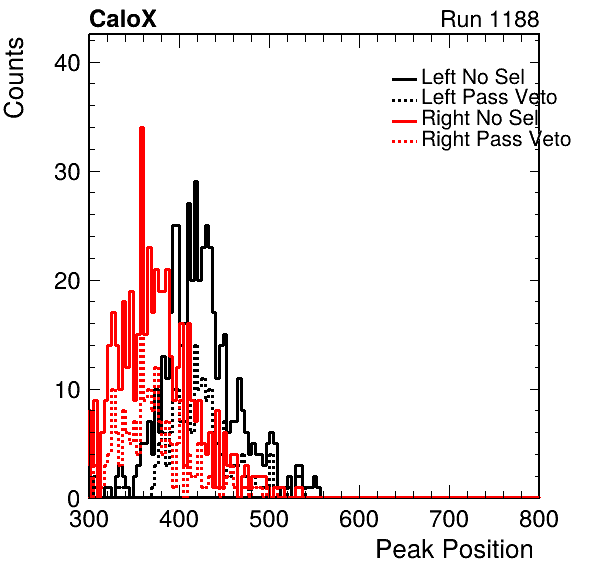 CaloX Run 1188
Counts
40
30
20
10
0
Left No Sel
Left Pass Veto
Right No Sel
Right Pass Veto
300 400 500 600 700 800
Peak Position